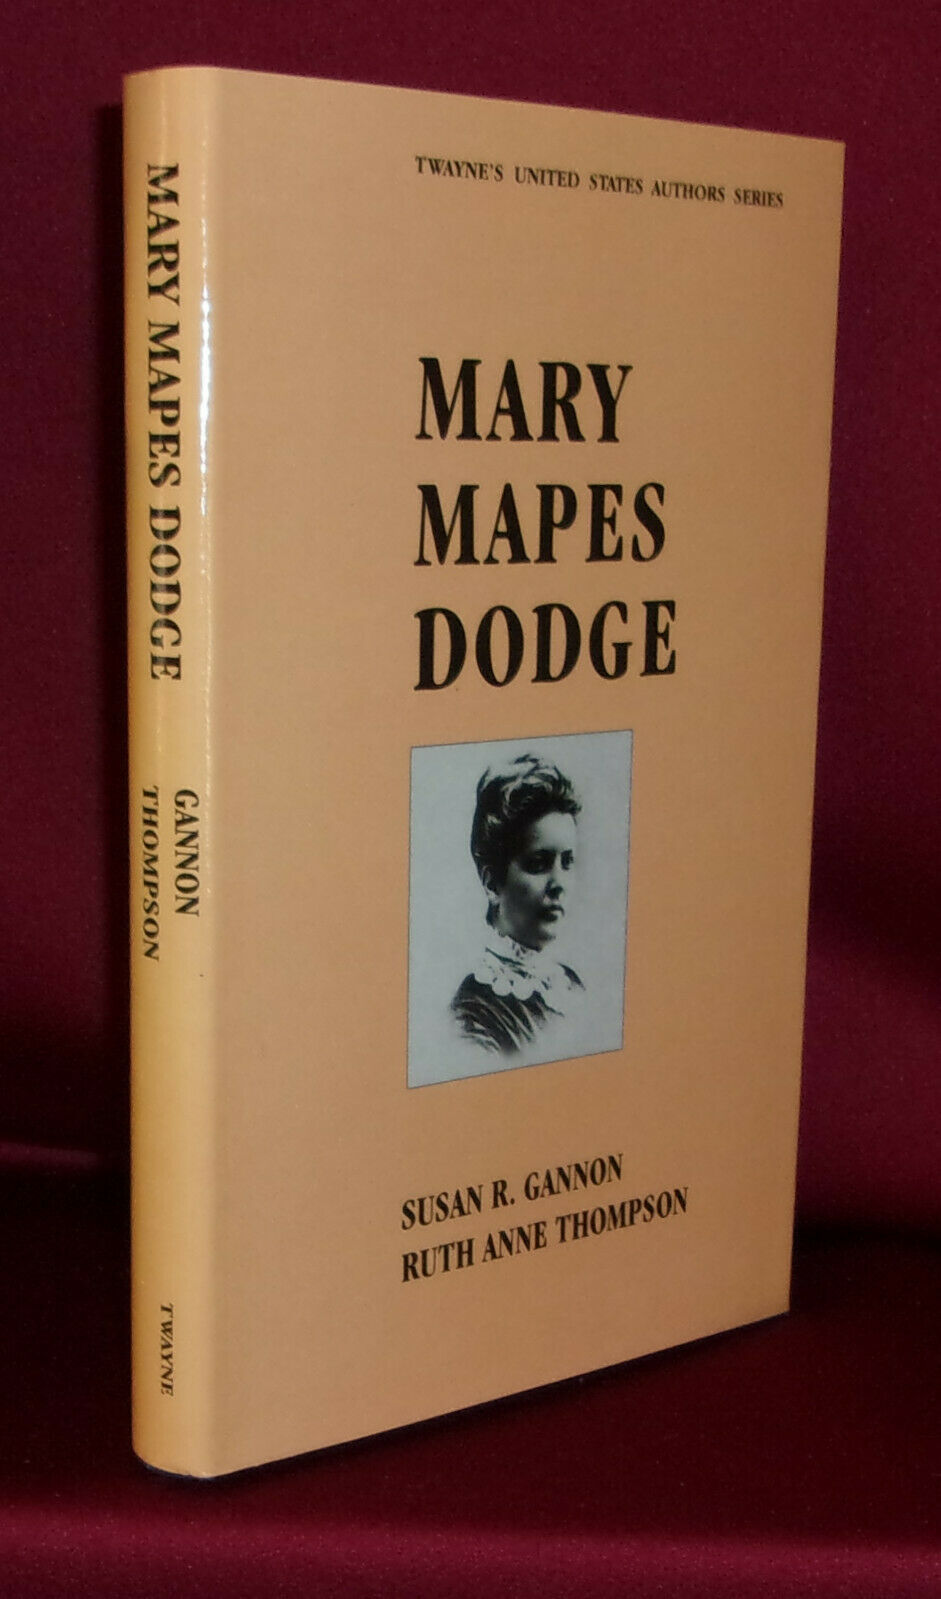 TWAYNE'S UNITED STATES AUTHORS SERIES
MARY
MAPES
DODGE
SUSAN R. GANNON
RUTH ANNE THOMPSON
MARY MAPES DODGE
GANNON
THOMPSON
TWAYNE